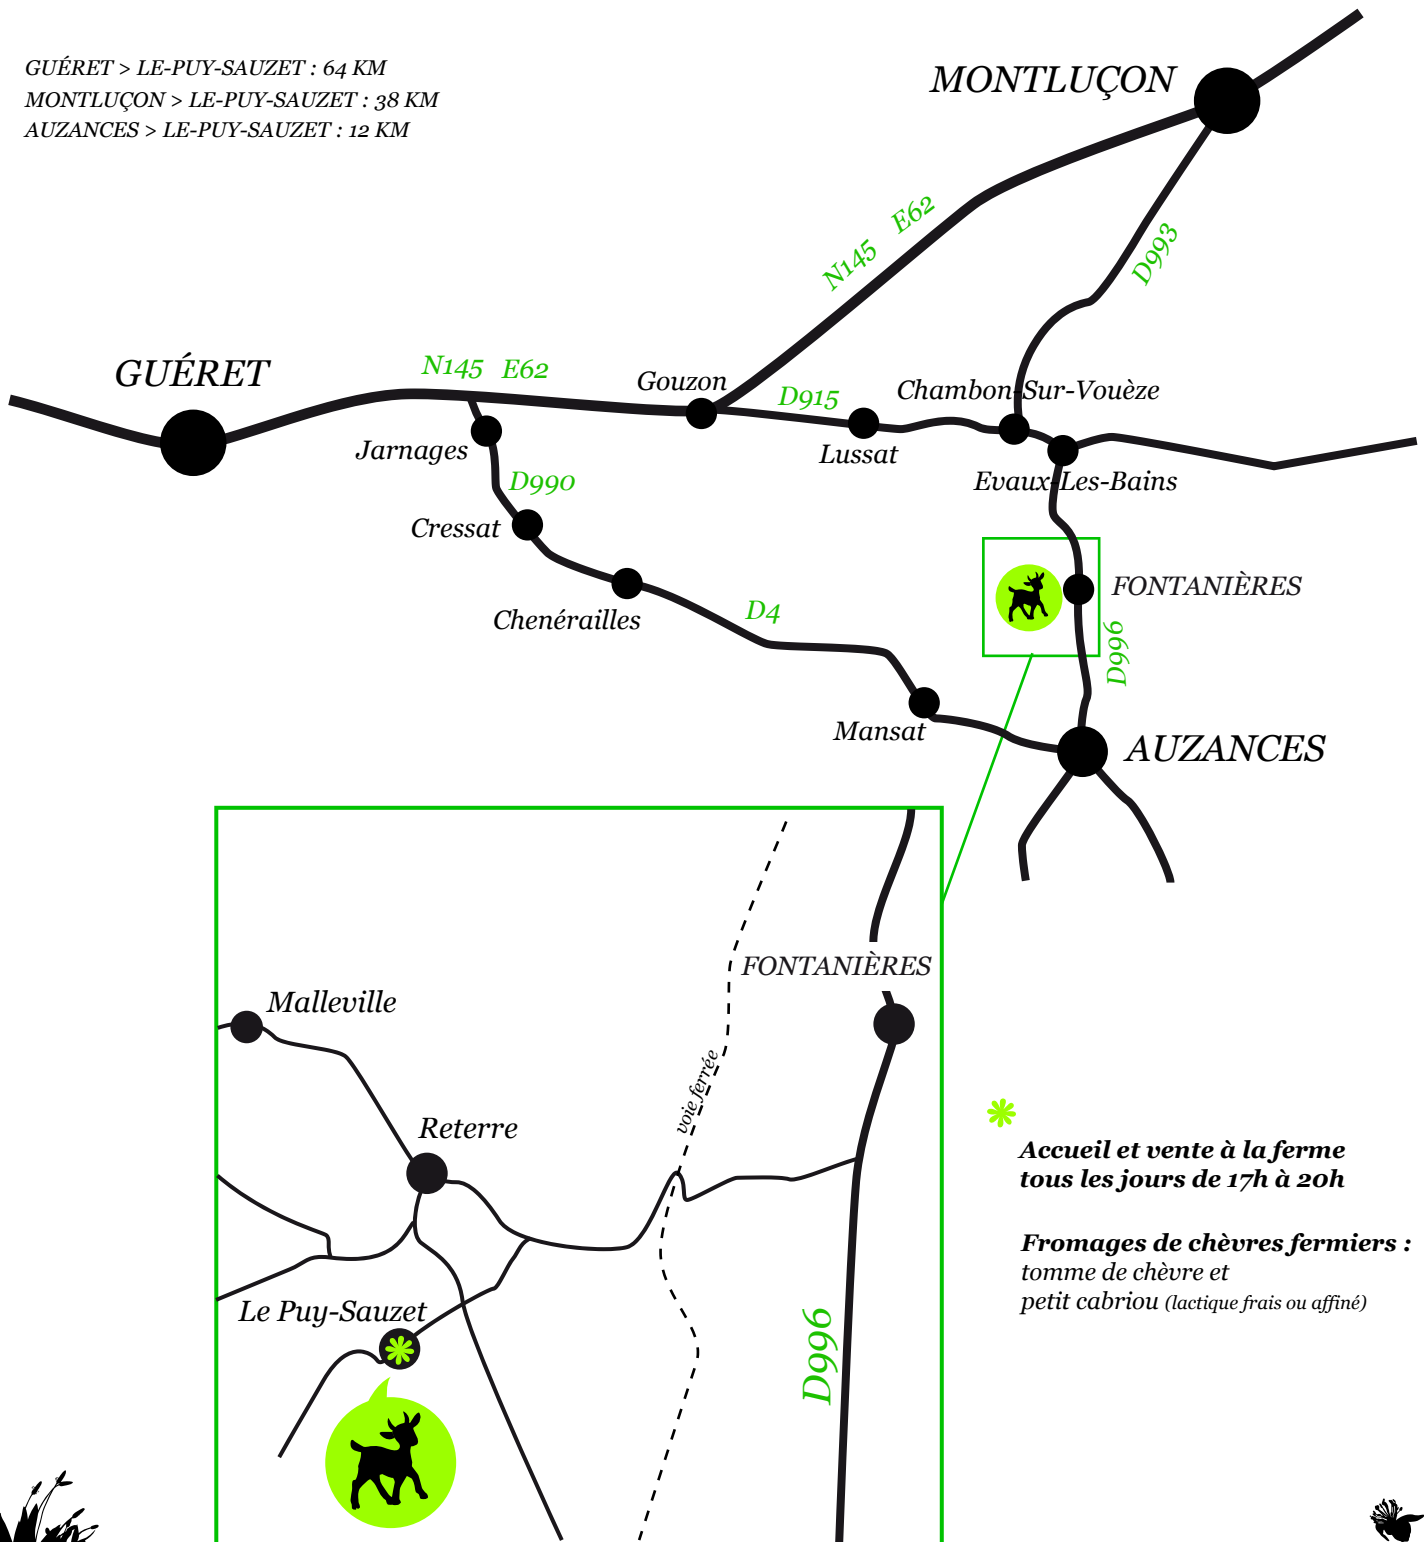 GUÉRET > LE-PUY-SAUZET : 64 KM
MONTLUÇON > LE-PUY-SAUZET : 38 KM
AUZANCES > LE-PUY-SAUZET : 12 KM
MONTLUÇON
N145 E62
D993
GUÉRET
N145 E62
Gouzon
D915
Chambon-Sur-Vouèze
Jarnages
Lussat
Evaux-Les-Bains
D990
Cressat
Chenérailles
D4
FONTANIÈRES
D996
Mansat
AUZANCES
FONTANIÈRES
Malleville
voie ferrée
Reterre
Le Puy-Sauzet
D996
Accueil et vente à la ferme
tous les jours de 17h à 20h
Fromages de chèvres fermiers :
tomme de chèvre et
petit cabriou (lactique frais ou affiné)